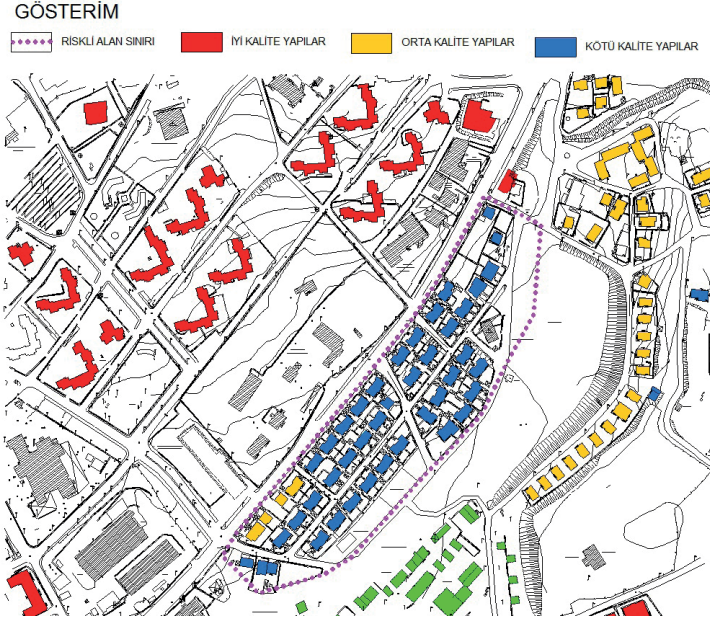 GÖSTERİM
RİSKLİ ALAN SINIRI
İYİ KALİTE YAPILAR
ORTA KALİTE YAPILAR
KÖTÜ KALİTE YAPILAR